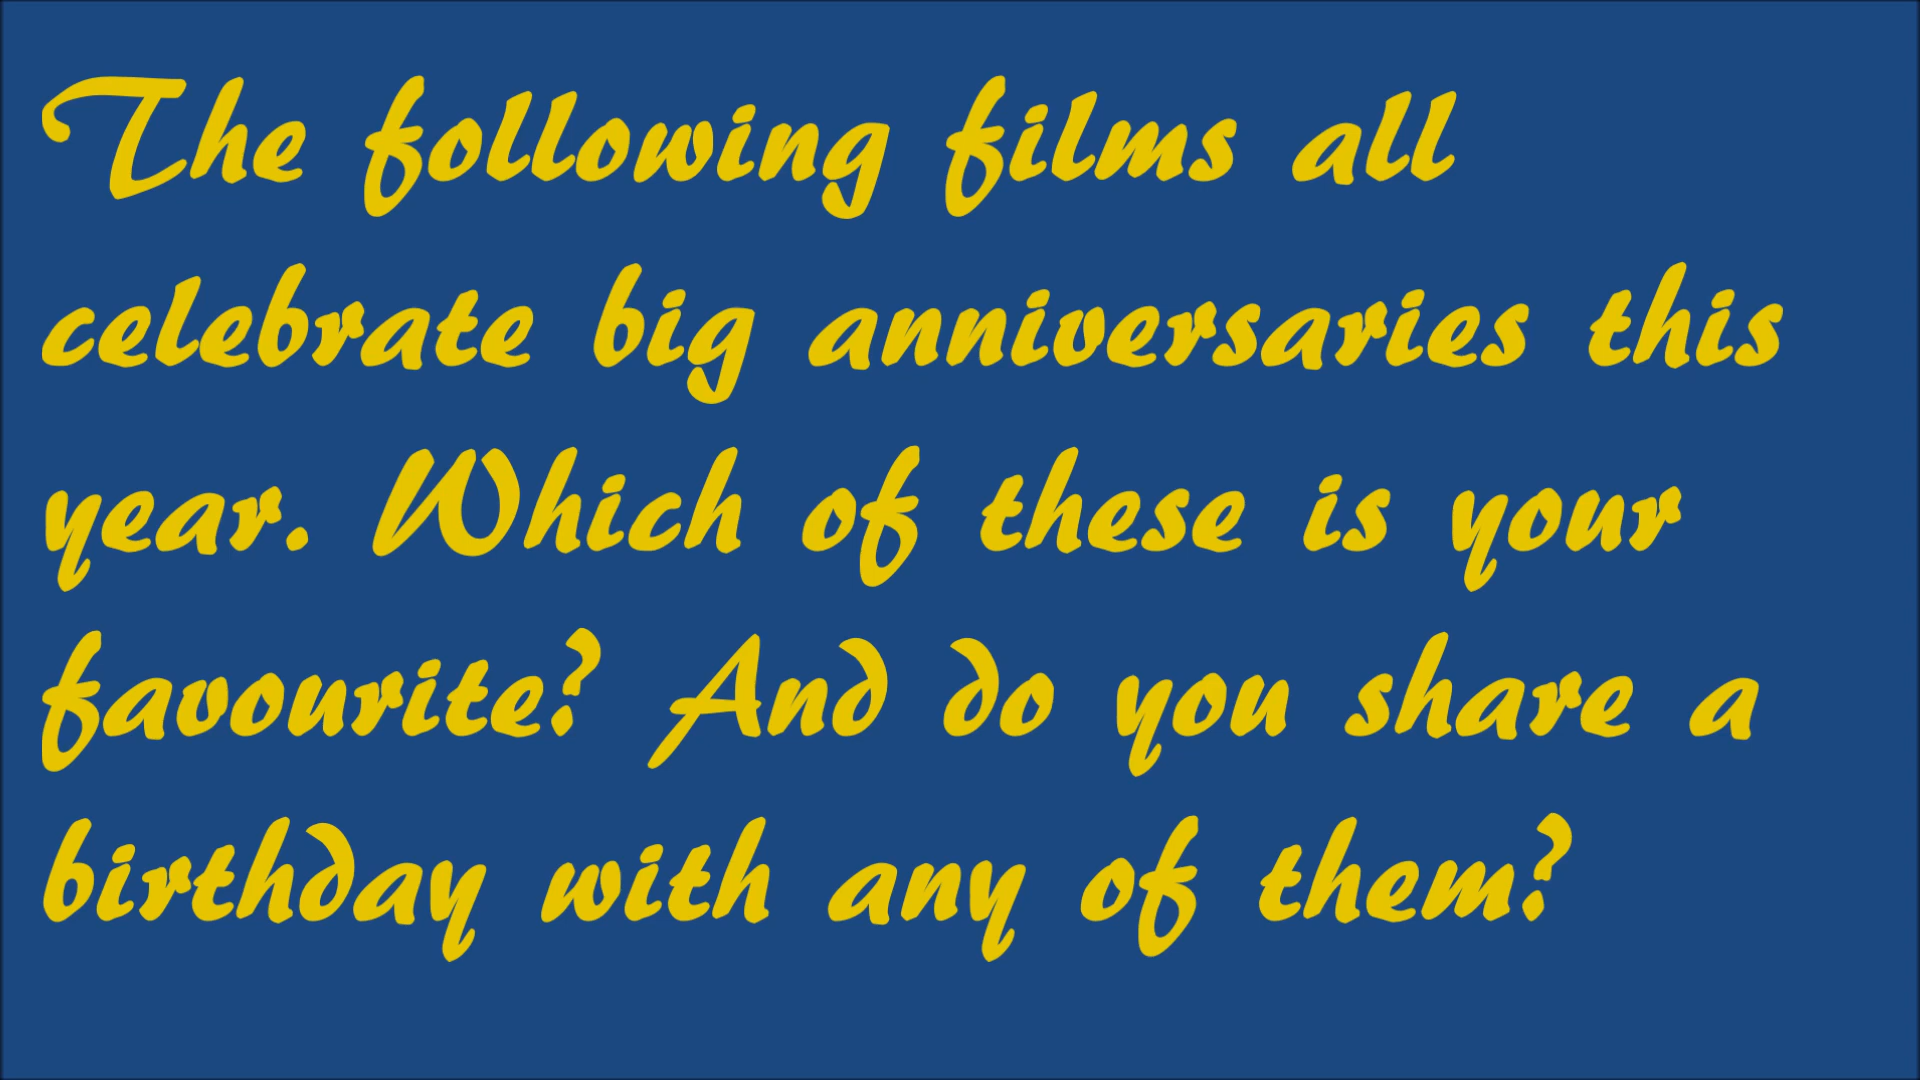 The following films all
celebrate big anniversaries this
year. Which of these is your
favourite? And do you share a
birthday with any of them?